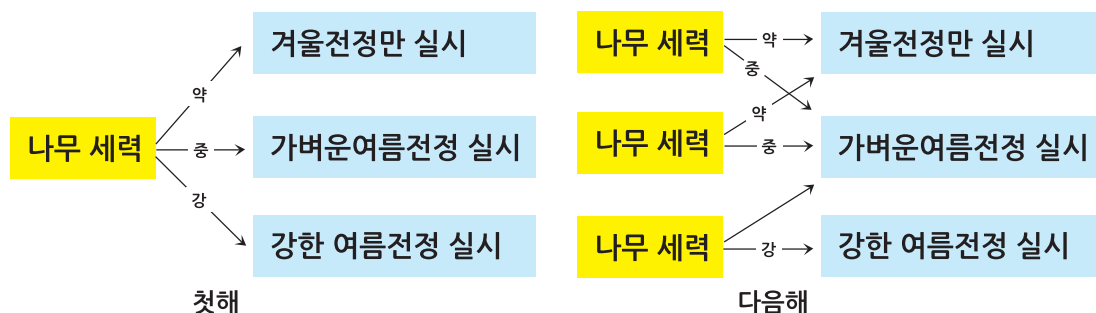 나무 세력
약
중
강
겨울전정만 실시
가벼운여름전정 실시
강한 여름전정 실시
첫해
나무 세력
약
중
겨울전정만 실시
나무 세력
약
중
가벼운여름전정 실시
나무 세력
강
강한 여름전정 실시
다음해